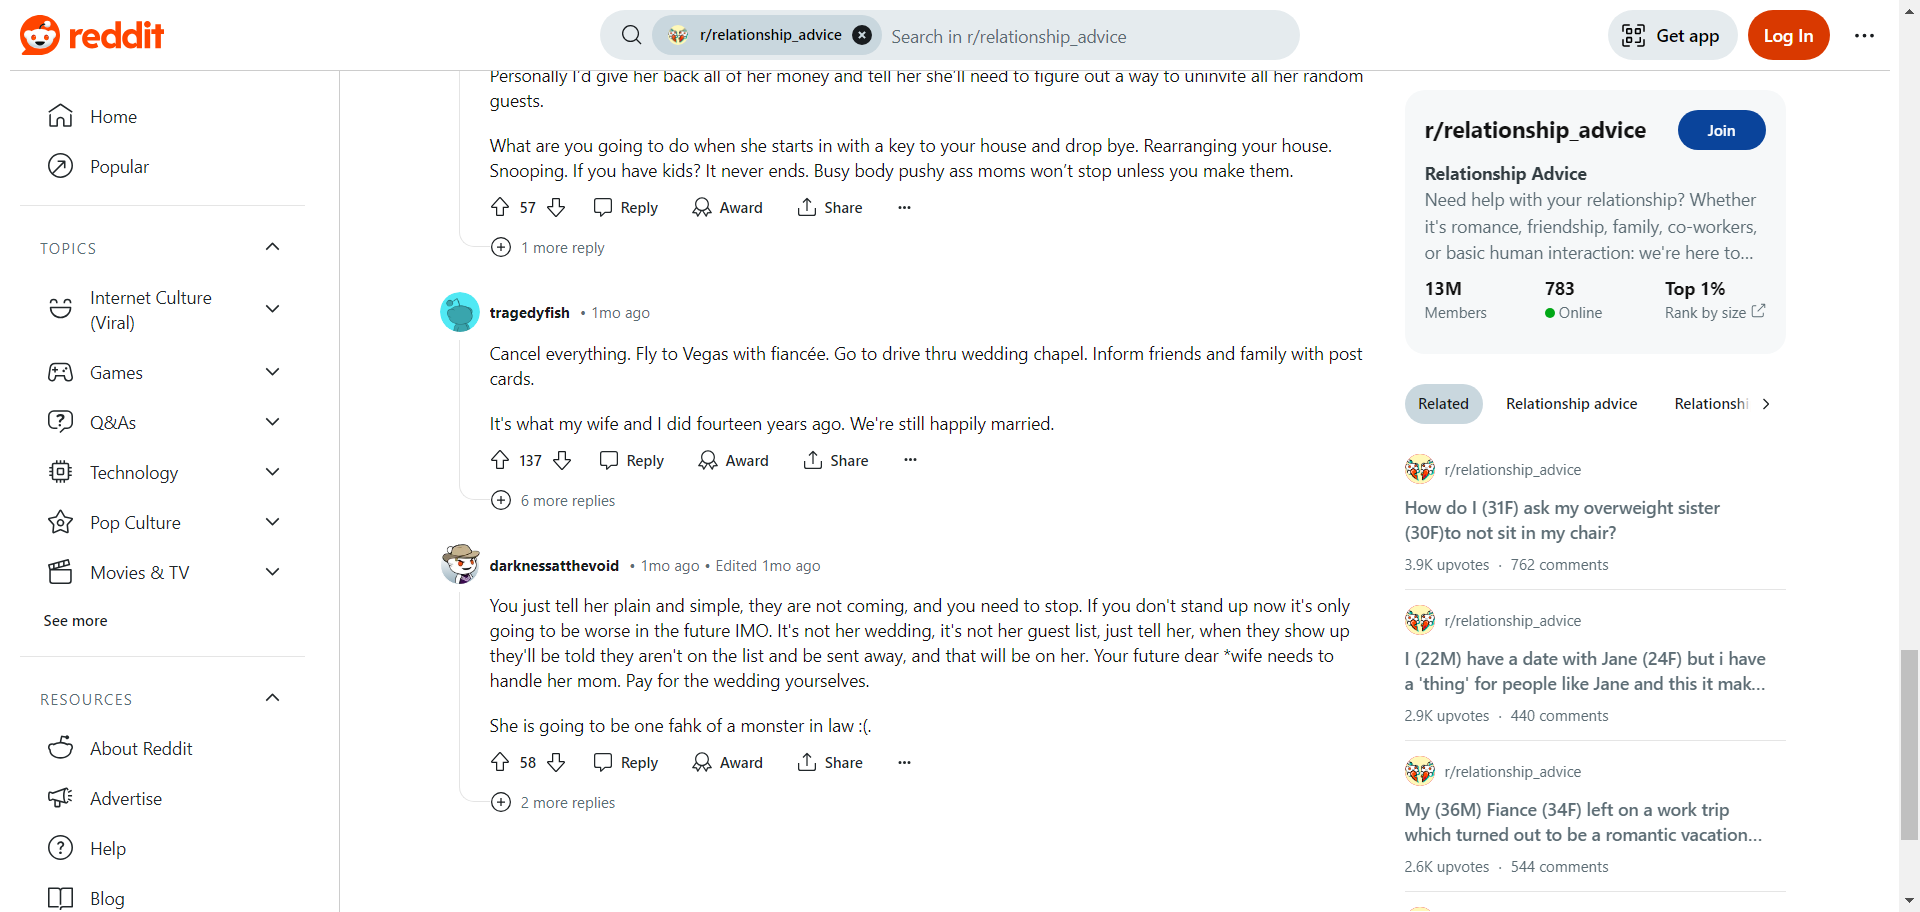 reddit
r/relationship_advice
Search in r/relationship_advice
Get app
Log In
Home
Popular
TOPICS
Internet Culture
(Viral)
Games
Q&As
Technology
Pop Culture
Movies & TV
See more
RESOURCES
About Reddit
Advertise
Help
Blog
Personally I'd give her back all of her money and tell her she'll need to figure out a way to uninvite all her random
guests.
What are you going to do when she starts in with a key to your house and drop bye. Rearranging your house.
Snooping. If you have kids? It never ends. Busy body pushy ass moms won’t stop unless you make them.
57 Reply Award Share
1 more reply
tragedyfish • 1mo ago
Cancel everything. Fly to Vegas with fiancée. Go to drive thru wedding chapel. Inform friends and family with post
cards.
It's what my wife and I did fourteen years ago. We're still happily married.
137 Reply Award Share
6 more replies
darknessatthevoid • 1mo ago • Edited 1mo ago
You just tell her plain and simple, they are not coming, and you need to stop. If you don't stand up now it's only
going to be worse in the future IMO. It's not her wedding, it's not her guest list, just tell her, when they show up
they'll be told they aren't on the list and be sent away, and that will be on her. Your future dear *wife needs to
handle her mom. Pay for the wedding yourselves.
She is going to be one fahk of a monster in law :(.
58 Reply Award Share
2 more replies
r/relationship_advice
Join
Relationship Advice
Need help with your relationship? Whether
it's romance, friendship, family, co-workers,
or basic human interaction: we're here to...
13M 783 Top 1%
Members Online Rank by size
Related Relationship advice Relationshi
r/relationship_advice
How do I (31F) ask my overweight sister
(30F)to not sit in my chair?
3.9K upvotes · 762 comments
r/relationship_advice
I (22M) have a date with Jane (24F) but i have
a 'thing' for people like Jane and this it mak...
2.9K upvotes · 440 comments
r/relationship_advice
My (36M) Fiance (34F) left on a work trip
which turned out to be a romantic vacation...
2.6K upvotes · 544 comments